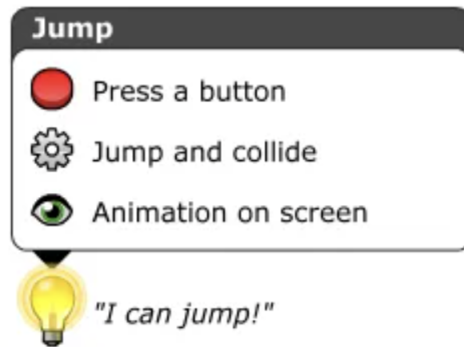 Jump
Press a button
Jump and collide
Animation on screen
"I can jump!"